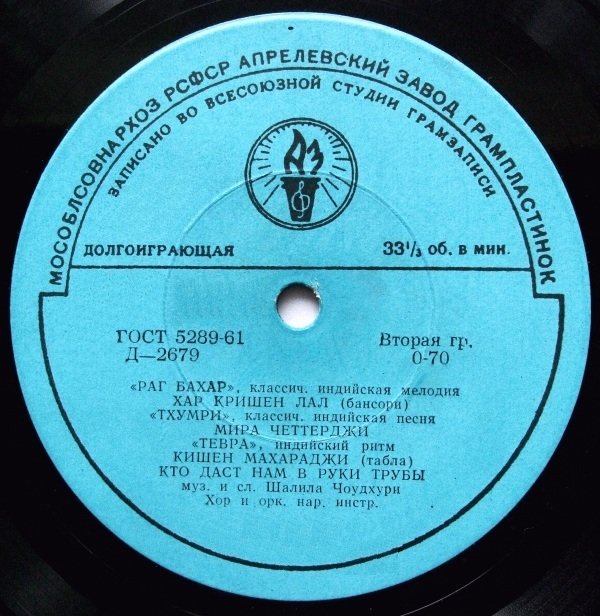 МОСОБЛСОВНАРХОЗ РСФСР АПРЕЛЕВСКИЙ ЗАВОД ГРАМПЛАСТИНОК
ЗАПИСАНО ВО ВСЕСОЮЗНОЙ СТУДИИ ГРАМЗАПИСИ
АЗ
ДОЛГОИГРАЮЩАЯ 33⅓ об. в мин.
ГОСТ 5289-61 Вторая гр.
Д—2679 0-70
«РАГ БАХАР», классич. индийская мелодия
ХАР КРИШЕН ЛАЛ (бансори)
«ТХУМРИ», классич. индийская песня
МИРА ЧЕТТЕРДЖИ
«ТЕВРА», индийский ритм
КИШЕН МАХАРАДЖИ (табла)
КТО ДАСТ НАМ В РУКИ ТРУБЫ
муз. и сл. Шалила Чоудхури
Хор и орк. нар. инстр.